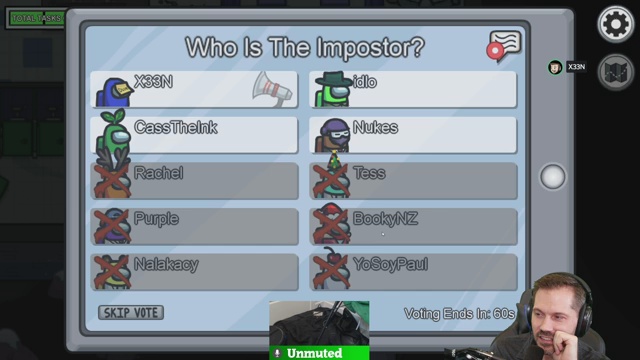 TOTAL TASKS
Who Is The Impostor?
X33N
X33N
idlo
CassTheInk
Nukes
Rachel
Tess
Purple
BookyNZ
Nalakacy
YoSoyPaul
SKIP VOTE
Voting Ends In: 60s
Unmuted